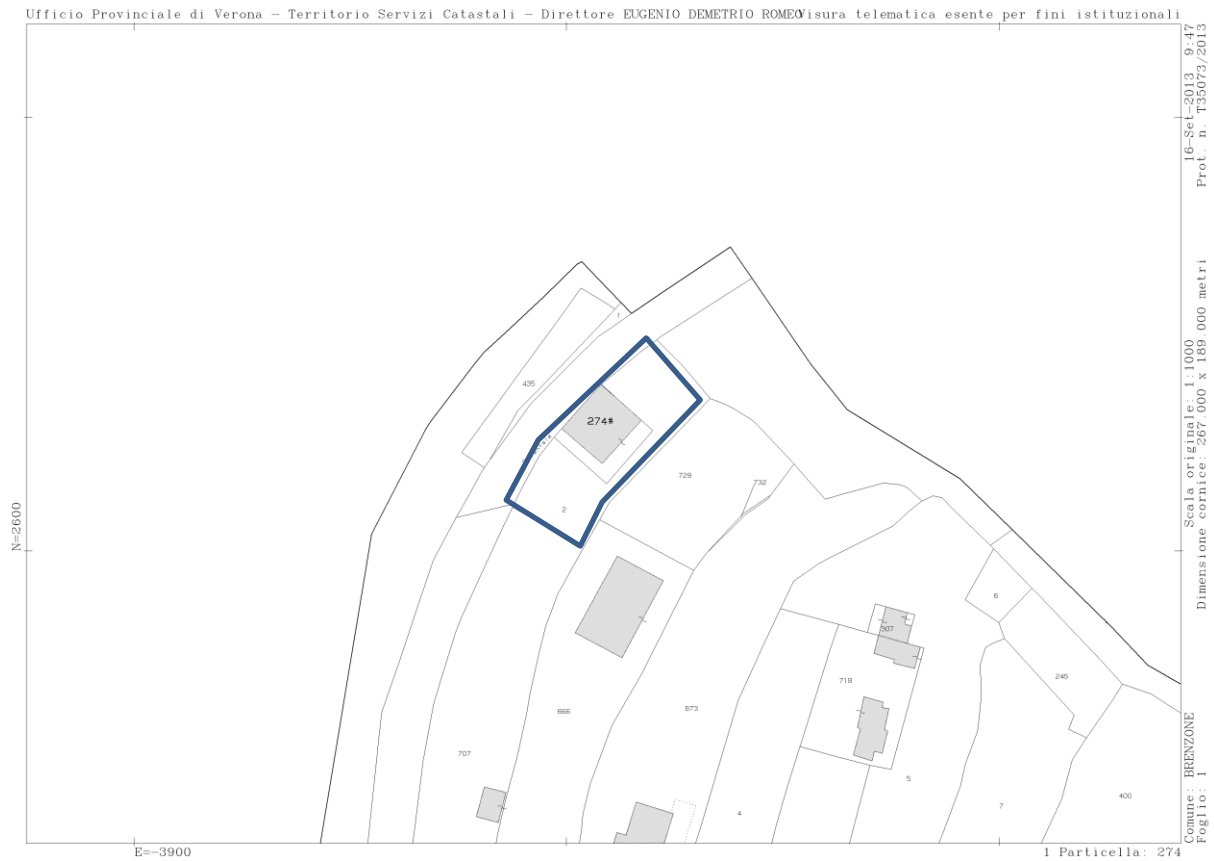 Ufficio Provinciale di Verona - Territorio Servizi Catastali - Direttore EUGENIO DEMETRIO ROMEO
Visura telematica esente per fini istituzionali
16-Set-2013 9:47
Prot. n. T35073/2013
Scala originale: 1:1000
Dimensione cornice: 267.000 x 189.000 metri
Comune: BRENZONE
Foglio: 1
N=2600
E=-3900
1 Particella: 274
1
435
274#
2
729
732
6
307
245
718
666
673
707
5
7
400
4